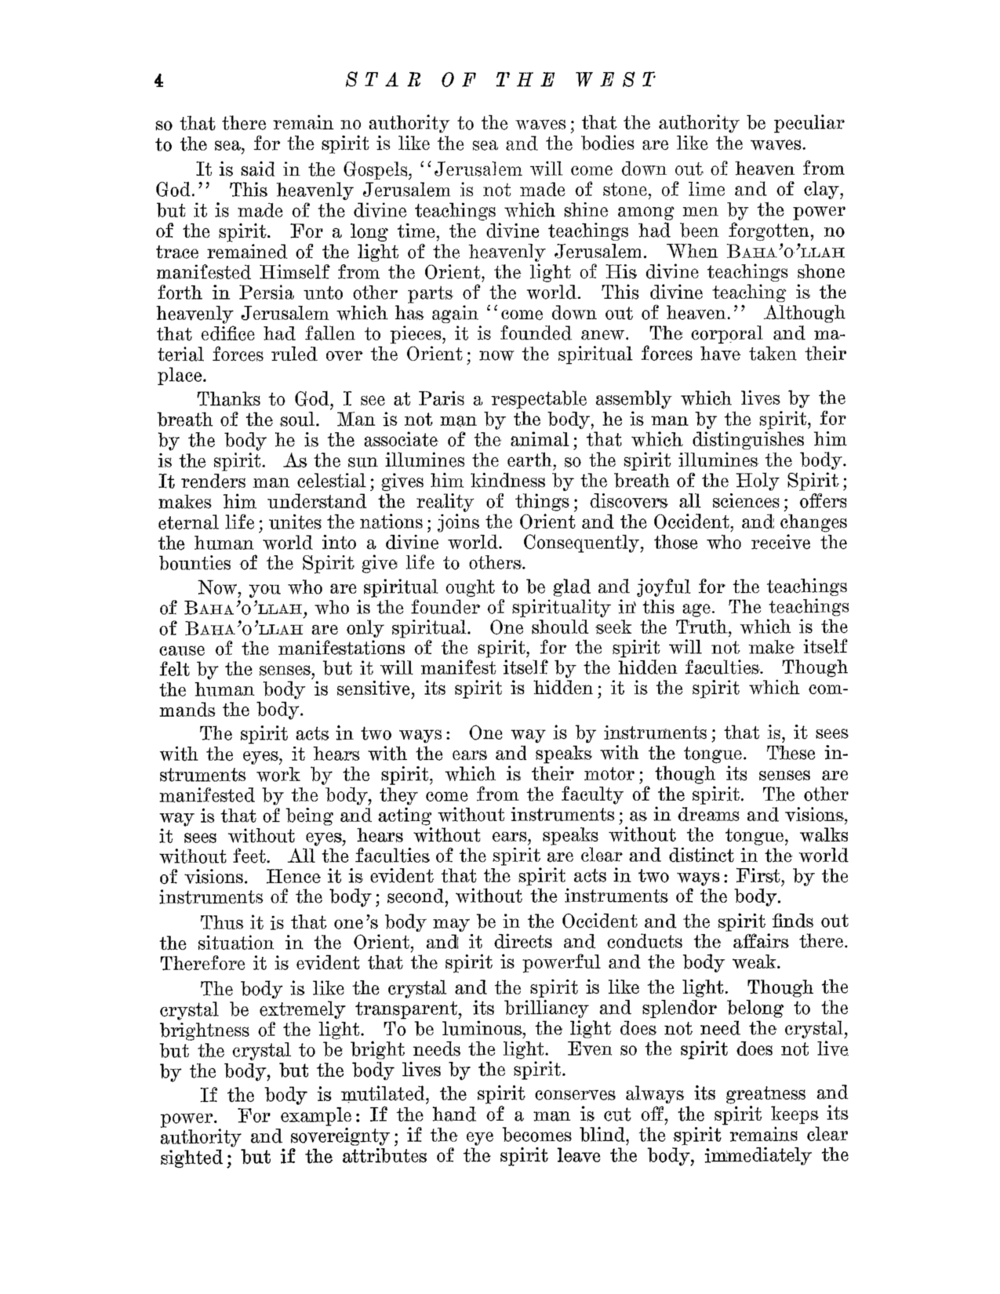 4 STAR OF THE WEST
so that there remain no authority to the waves; that the authority be peculiar
to the sea, for the spirit is like the sea and the bodies are like the waves.
It is said in the Gospels, “Jerusalem will come down out of heaven from
God.” This heavenly Jerusalem is not made of stone, of lime and of clay,
but it is made of the divine teachings which shine among men by the power
of the spirit. For a long time, the divine teachings had been forgotten, no
trace remained of the light of the heavenly Jerusalem. When BAHA’O’LLAH
manifested Himself from the Orient, the light of His divine teachings shone
forth in Persia unto other parts of the world. This divine teaching is the
heavenly Jerusalem which has again “come down out of heaven.” Although
that edifice had fallen to pieces, it is founded anew. The corporal and ma-
terial forces ruled over the Orient; now the spiritual forces have taken their
place.
Thanks to God, I see at Paris a respectable assembly which lives by the
breath of the soul. Man is not man by the body, he is man by the spirit, for
by the body he is the associate of the animal; that which distinguishes him
is the spirit. As the sun illumines the earth, so the spirit illumines the body.
It renders man celestial; gives him kindness by the breath of the Holy Spirit;
makes him understand the reality of things; discovers all sciences; offers
eternal life; unites the nations; joins the Orient and the Occident, and changes
the human world into a divine world. Consequently, those who receive the
bounties of the Spirit give life to others.
Now, you who are spiritual ought to be glad and joyful for the teachings
of BAHA’O’LLAH, who is the founder of spirituality in this age. The teachings
of BAHA’O’LLAH are only spiritual. One should seek the Truth, which is the
cause of the manifestations of the spirit, for the spirit will not make itself
felt by the senses, but it will manifest itself by the hidden faculties. Though
the human body is sensitive, its spirit is hidden; it is the spirit which com-
mands the body.
The spirit acts in two ways: One way is by instruments; that is, it sees
with the eyes, it hears with the ears and speaks with the tongue. These in-
struments work by the spirit, which is their motor; though its senses are
manifested by the body, they come from the faculty of the spirit. The other
way is that of being and acting without instruments; as in dreams and visions,
it sees without eyes, hears without ears, speaks without the tongue, walks
without feet. All the faculties of the spirit are clear and distinct in the world
of visions. Hence it is evident that the spirit acts in two ways: First, by the
instruments of the body; second, without the instruments of the body.
Thus it is that one’s body may be in the Occident and the spirit finds out
the situation in the Orient, and it directs and conducts the affairs there.
Therefore it is evident that the spirit is powerful and the body weak.
The body is like the crystal and the spirit is like the light. Though the
crystal be extremely transparent, its brilliancy and splendor belong to the
brightness of the light. To be luminous, the light does not need the crystal,
but the crystal to be bright needs the light. Even so the spirit does not live
by the body, but the body lives by the spirit.
If the body is mutilated, the spirit conserves always its greatness and
power. For example: If the hand of a man is cut off, the spirit keeps its
authority and sovereignty; if the eye becomes blind, the spirit remains clear
sighted; but if the attributes of the spirit leave the body, immediately the